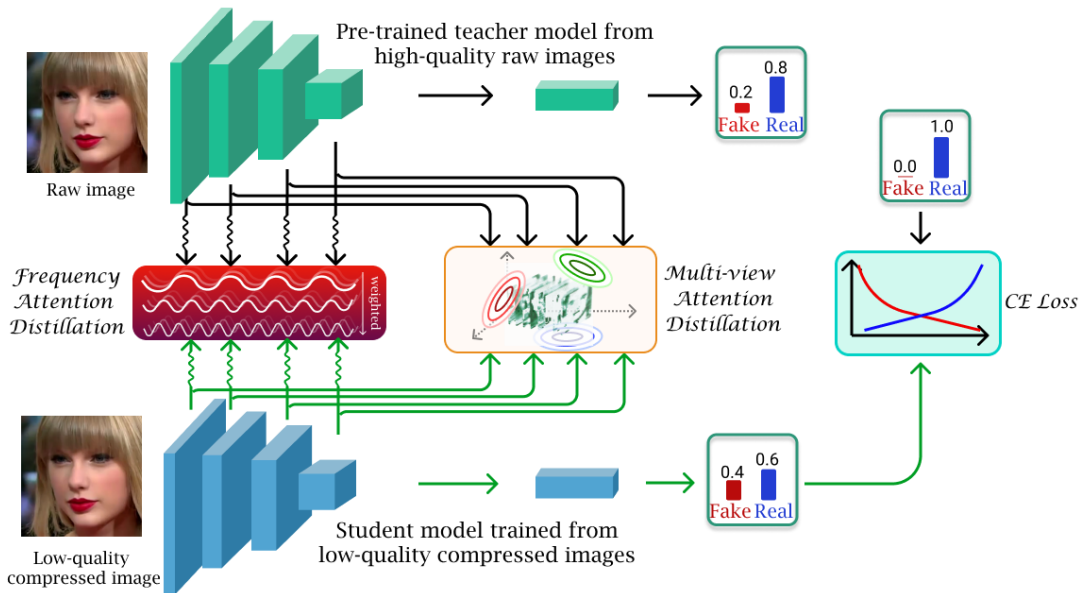 Pre-trained teacher model from
high-quality raw images
0.2
0.8
Fake Real
Raw image
0.0
1.0
Fake Real
Frequency
Attention
Distillation
weighted
Multi-view
Attention
Distillation
CE Loss
Low-quality
compressed image
Student model trained from
low-quality compressed images
0.4
0.6
Fake Real